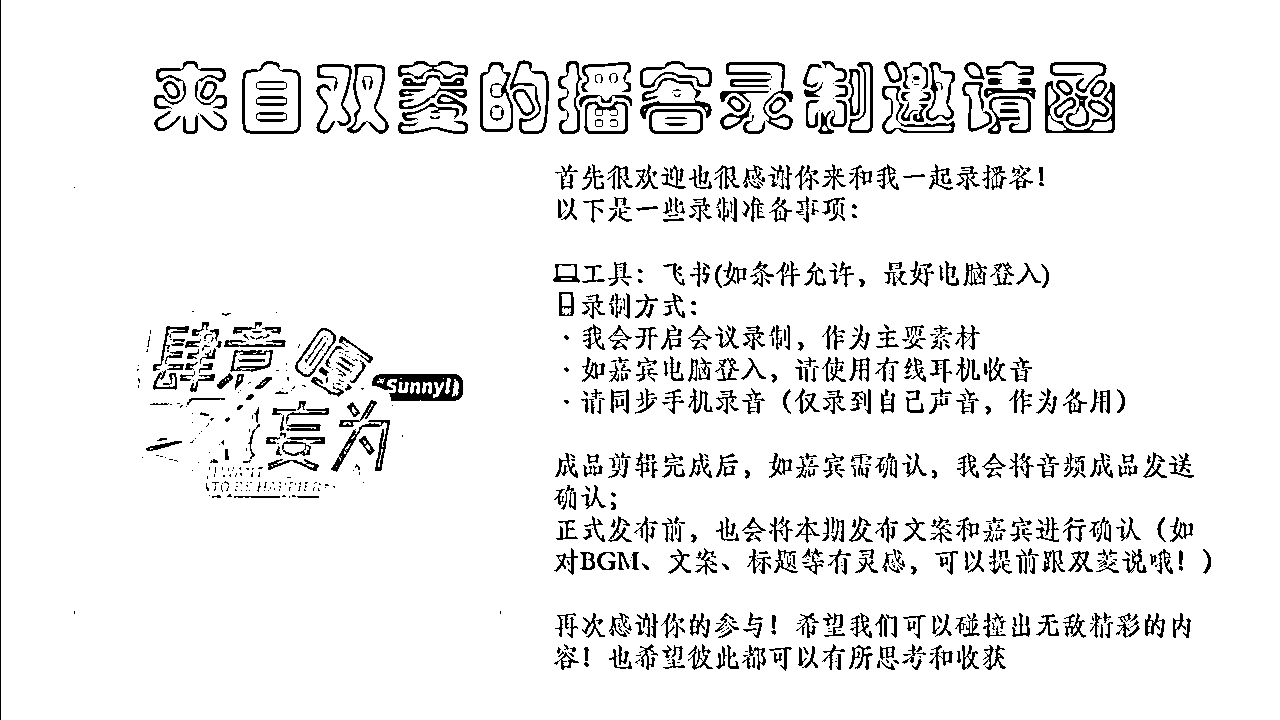 来自双菱的播客录制邀请函
首先很欢迎也很感谢你来和我一起录播客！
以下是一些录制准备事项：
工具：飞书(如条件允许，最好电脑登入)
录制方式：
· 我会开启会议录制，作为主要素材
· 如嘉宾电脑登入，请使用有线耳机收音
· 请同步手机录音（仅录到自己声音，作为备用）
成品剪辑完成后，如嘉宾需确认，我会将音频成品发送
确认；
正式发布前，也会将本期发布文案和嘉宾进行确认（如
对BGM、文案、标题等有灵感，可以提前跟双菱说哦！）
再次感谢你的参与！希望我们可以碰撞出无敌精彩的内
容！也希望彼此都可以有所思考和收获
肆意
Sunny!
妄为
I WANT
TO BE HAPPIER